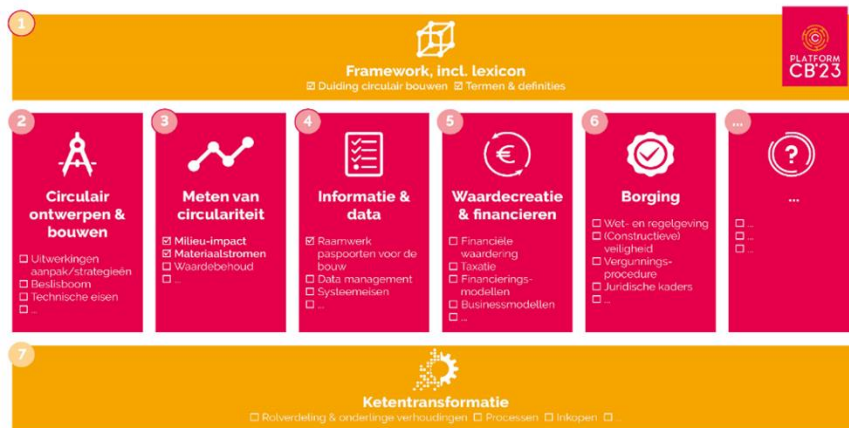 1
Framework, incl. lexicon
☑ Duiding circulair bouwen ☑ Termen & definities
PLATFORM
CB'23
2
Circulair
ontwerpen &
bouwen
☐ Uitwerkingen
aanpak/strategieën
☐ Beslisboom
☐ Technische eisen
☐ ...
3
Meten van
circulariteit
☑ Milieu-impact
☑ Materiaalstromen
☐ Waardebehoud
☐ ...
4
Informatie &
data
☑ Raamwerk
paspoorten voor de
bouw
☐ Data management
☐ Systeemeisen
☐ ...
5
€
Waardecreatie
& financieren
☐ Financiële
waardering
☐ Taxatie
☐ Financierings-
modellen
☐ Businessmodellen
☐ ...
6
Borging
☐ Wet- en regelgeving
☐ (Constructieve)
veiligheid
☐ Vergunnings-
procedure
☐ Juridische kaders
☐ ...
...
?
...
☐ ...
☐ ...
☐ ...
7
Ketentransformatie
☐ Rolverdeling & onderlinge verhoudingen ☐ Processen ☐ Inkopen ☐ ...